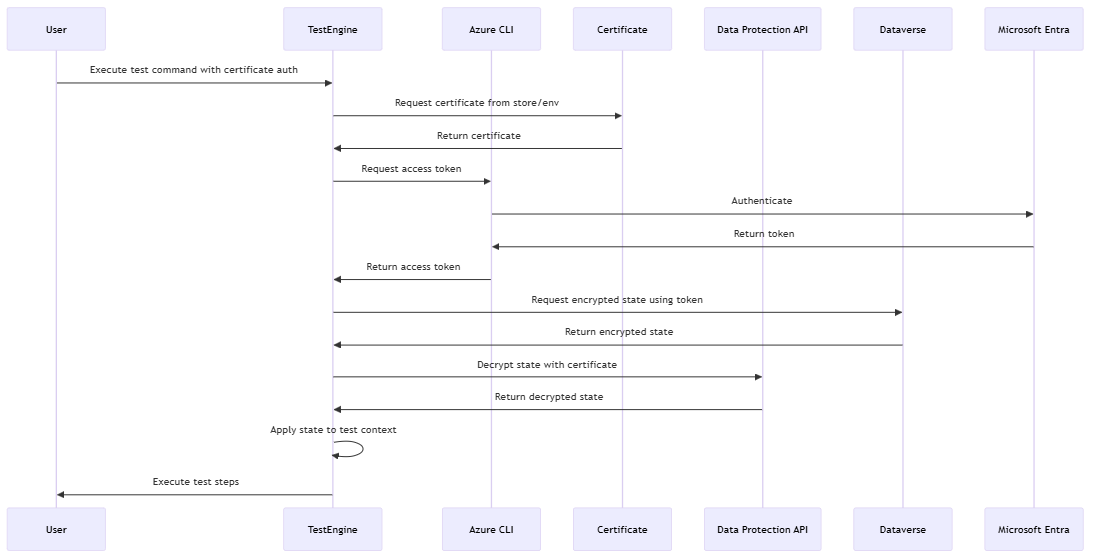 User
TestEngine
Azure CLI
Certificate
Data Protection API
Dataverse
Microsoft Entra
Execute test command with certificate auth
Request certificate from store/env
Return certificate
Request access token
Authenticate
Return token
Return access token
Request encrypted state using token
Return encrypted state
Decrypt state with certificate
Return decrypted state
Apply state to test context
Execute test steps
User
TestEngine
Azure CLI
Certificate
Data Protection API
Dataverse
Microsoft Entra